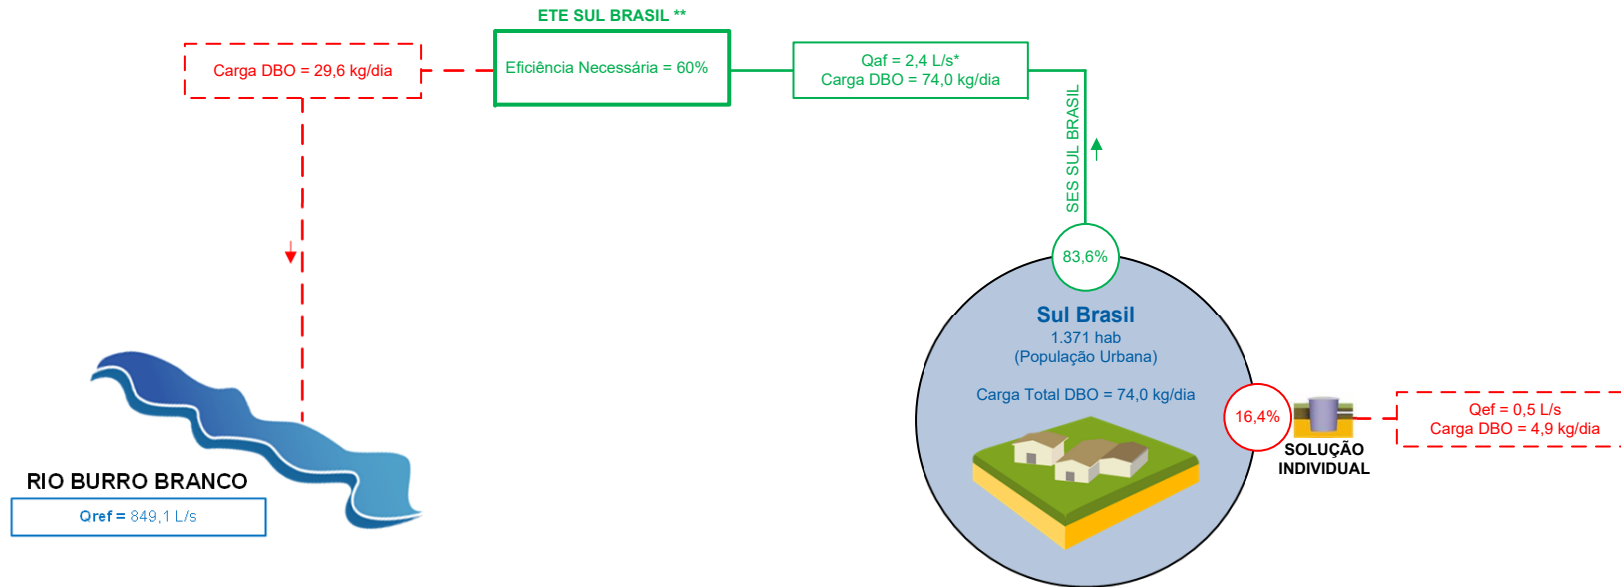 ETE SUL BRASIL **
Carga DBO = 29,6 kg/dia
Eficiência Necessária = 60%
Qaf = 2,4 L/s*
Carga DBO = 74,0 kg/dia
SES SUL BRASIL
83,6%
Sul Brasil
1.371 hab
(População Urbana)
Carga Total DBO = 74,0 kg/dia
16,4%
SOLUÇÃO
INDIVIDUAL
Qef = 0,5 L/s
Carga DBO = 4,9 kg/dia
RIO BURRO BRANCO
Qref = 849,1 L/s